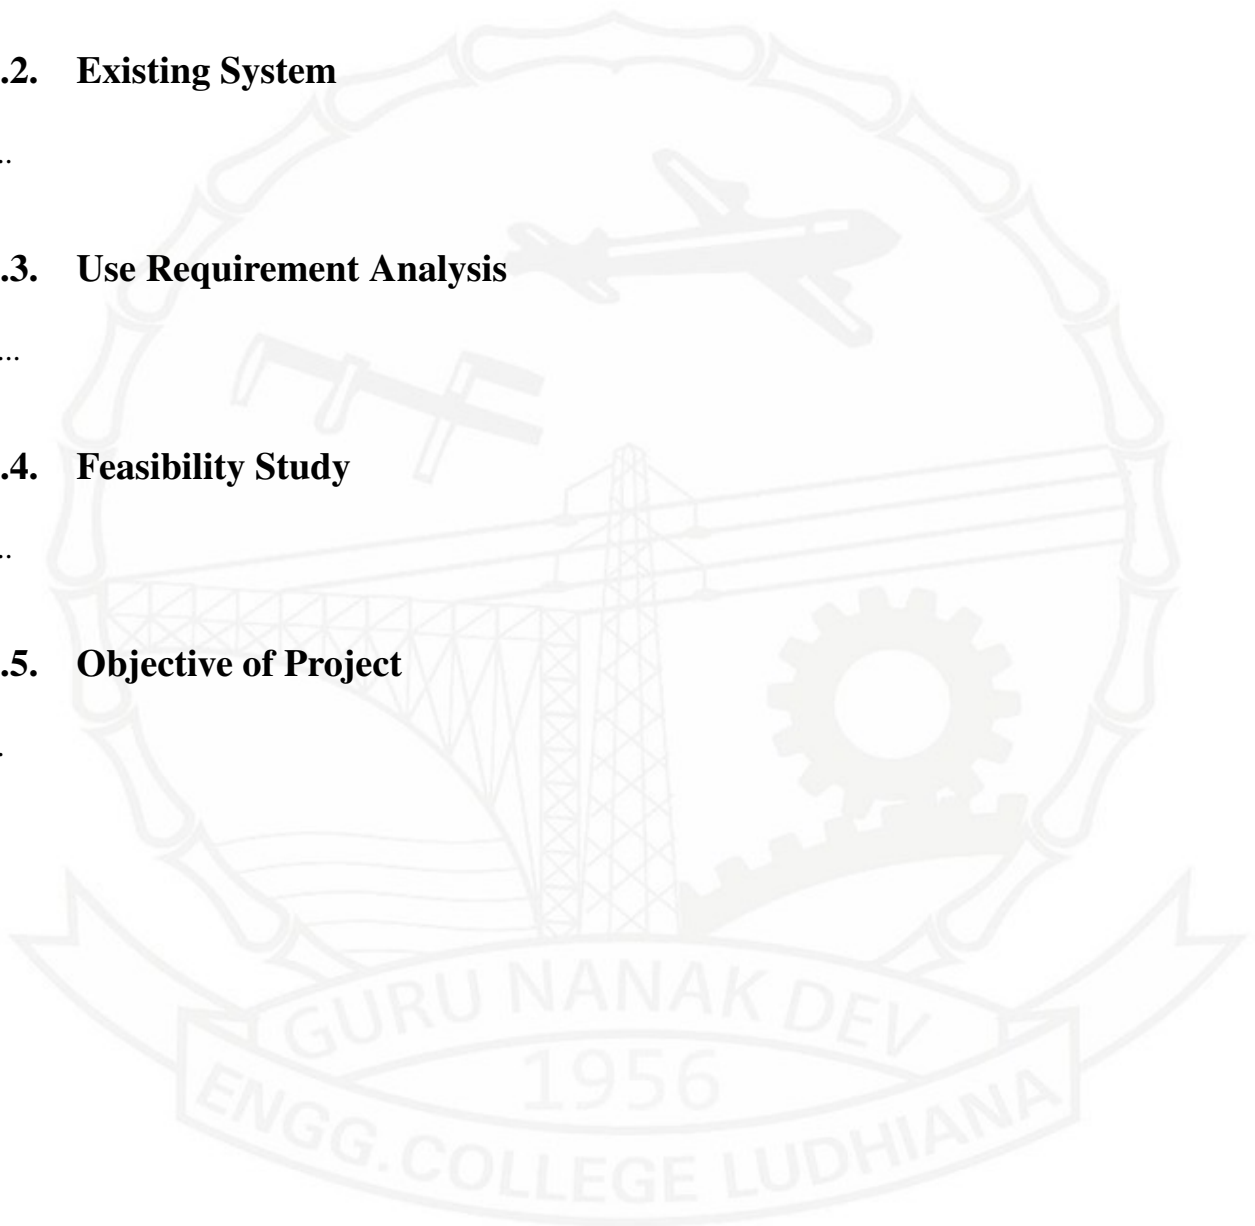 .2. Existing System
..
.3. Use Requirement Analysis
...
.4. Feasibility Study
..
.5. Objective of Project
.
GURU NANAK DEV
1956
ENGG.COLLEGE LUDHIANA